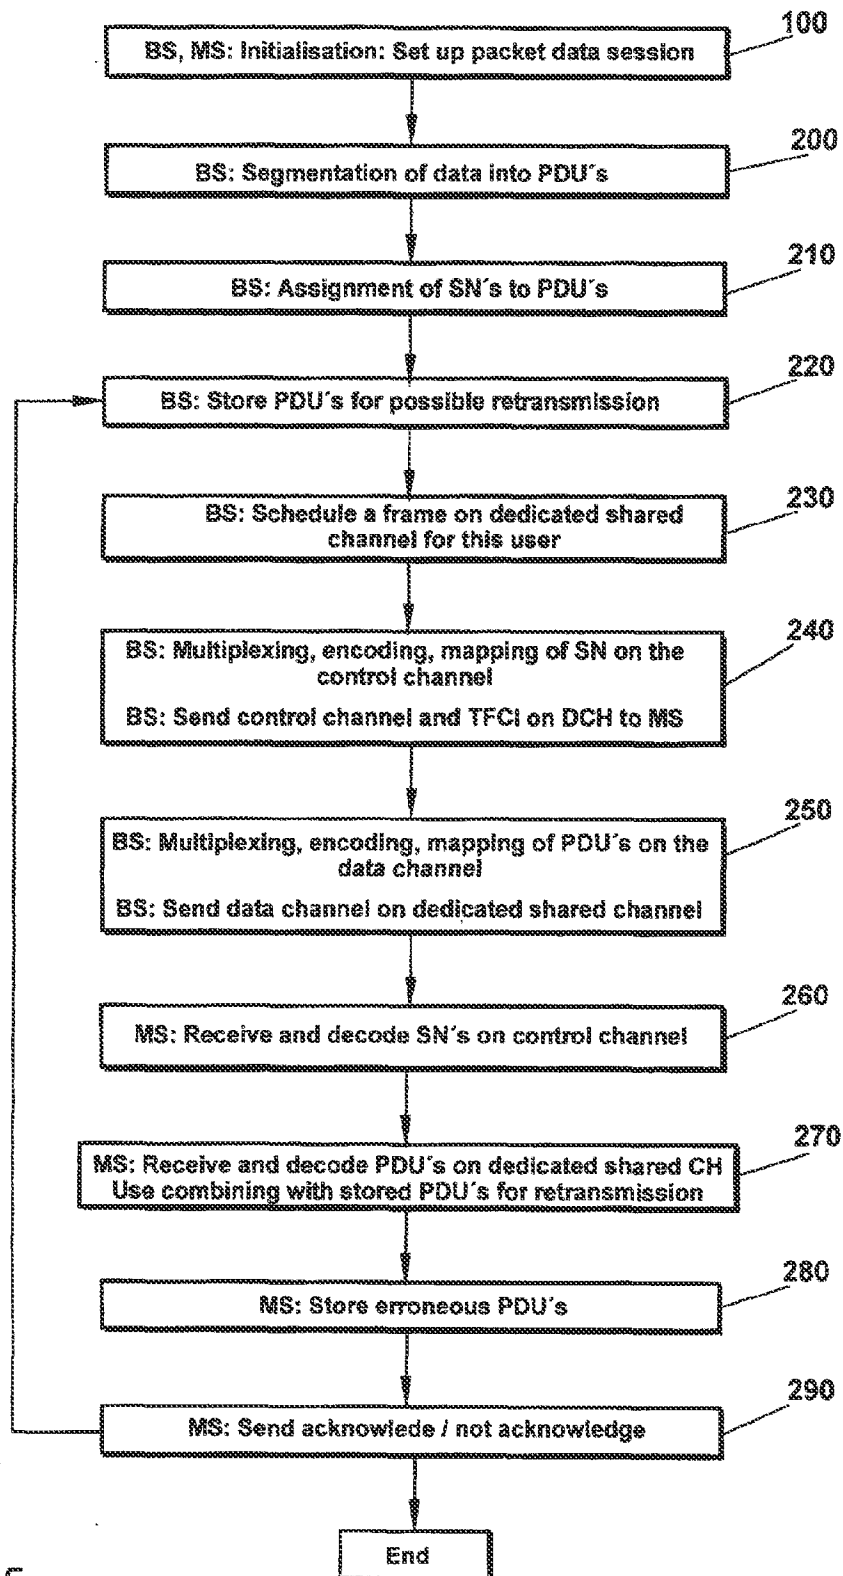 100
BS, MS: Initialisation: Set up packet data session
200
BS: Segmentation of data into PDU´s
210
BS: Assignment of SN´s to PDU´s
220
BS: Store PDU´s for possible retransmission
230
BS: Schedule a frame on dedicated shared
channel for this user
240
BS: Multiplexing, encoding, mapping of SN on the
control channel
BS: Send control channel and TFCI on DCH to MS
250
BS: Multiplexing, encoding, mapping of PDU´s on the
data channel
BS: Send data channel on dedicated shared channel
260
MS: Receive and decode SN´s on control channel
270
MS: Receive and decode PDU´s on dedicated shared CH
Use combining with stored PDU´s for retransmission
280
MS: Store erroneous PDU´s
290
MS: Send acknowlede / not acknowledge
End